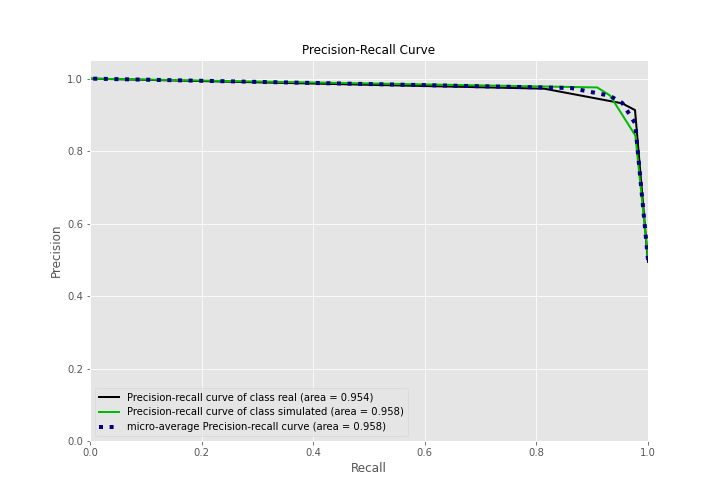 Precision-Recall Curve
1.0
0.8
0.6
0.4
0.2
0.0
Precision
Precision-recall curve of class real (area = 0.954)
Precision-recall curve of class simulated (area = 0.958)
micro-average Precision-recall curve (area = 0.958)
0.0 0.2 0.4 0.6 0.8 1.0
Recall